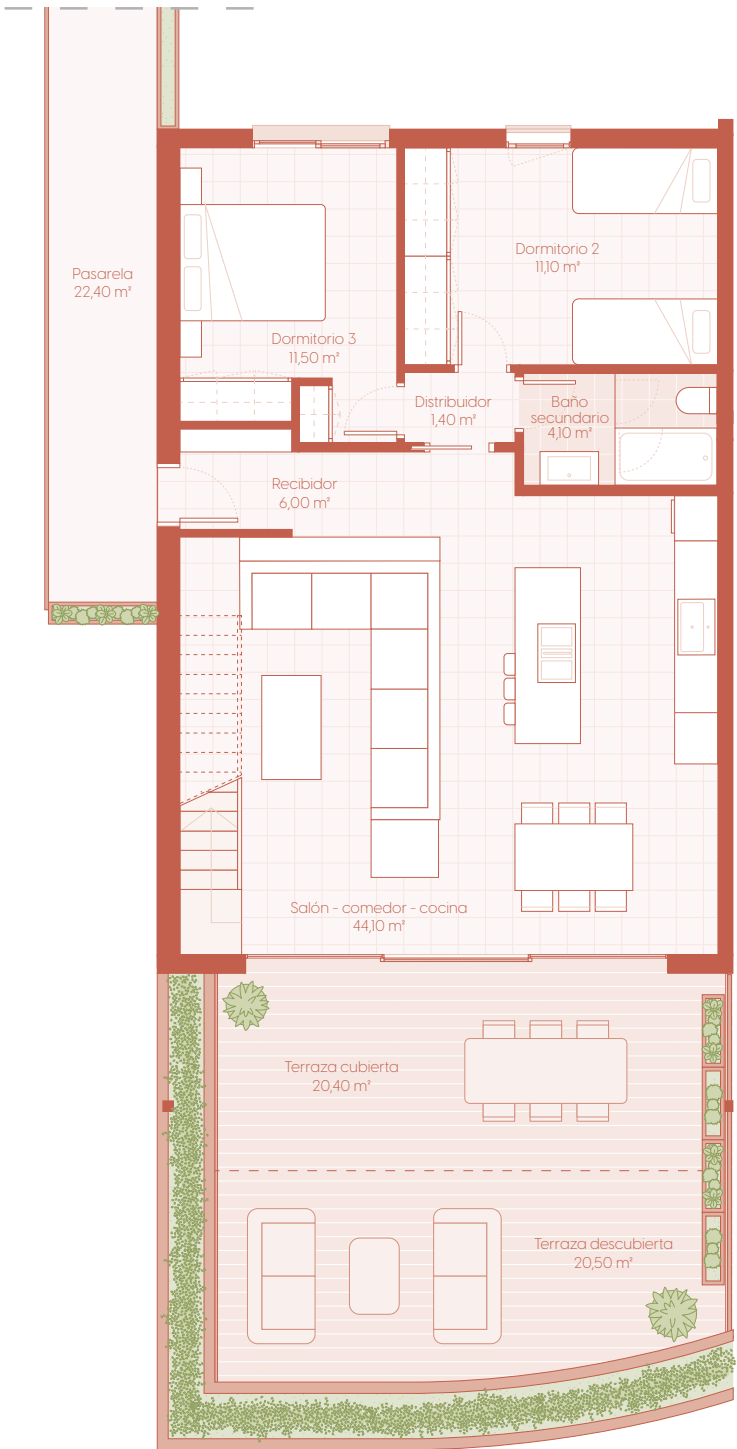 Pasarela
22,40 m²
Dormitorio 2
11,10 m²
Dormitorio 3
11,50 m²
Distribuidor
1,40 m²
Baño
secundario
4,10 m²
Recibidor
6,00 m²
Salón - comedor - cocina
44,10 m²
Terraza cubierta
20,40 m²
Terraza descubierta
20,50 m²